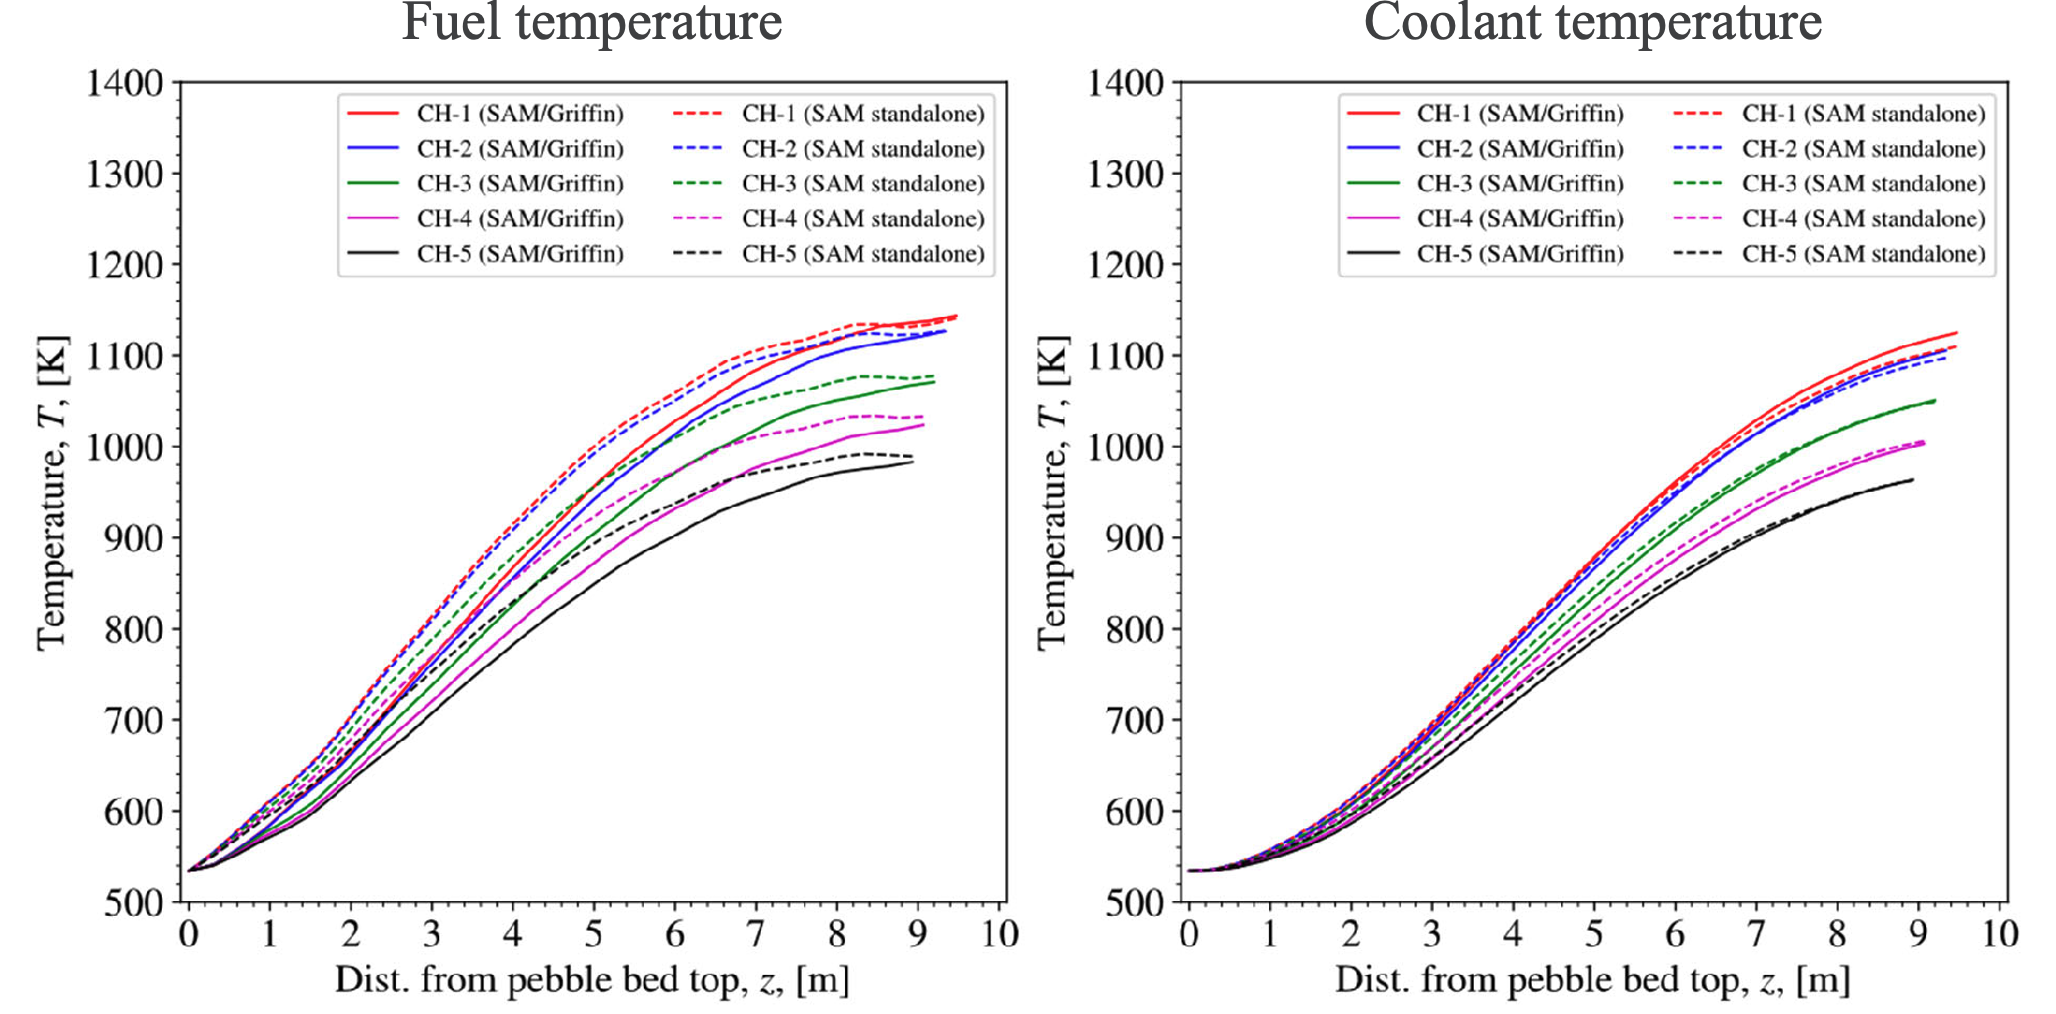 Fuel temperature
1400
1300
1200
1100
1000
900
800
700
600
500
Temperature, T, [K]
CH-1 (SAM/Griffin) CH-1 (SAM standalone)
CH-2 (SAM/Griffin) CH-2 (SAM standalone)
CH-3 (SAM/Griffin) CH-3 (SAM standalone)
CH-4 (SAM/Griffin) CH-4 (SAM standalone)
CH-5 (SAM/Griffin) CH-5 (SAM standalone)
0 1 2 3 4 5 6 7 8 9 10
Dist. from pebble bed top, z, [m]
Coolant temperature
1400
1300
1200
1100
1000
900
800
700
600
500
Temperature, T, [K]
CH-1 (SAM/Griffin) CH-1 (SAM standalone)
CH-2 (SAM/Griffin) CH-2 (SAM standalone)
CH-3 (SAM/Griffin) CH-3 (SAM standalone)
CH-4 (SAM/Griffin) CH-4 (SAM standalone)
CH-5 (SAM/Griffin) CH-5 (SAM standalone)
0 1 2 3 4 5 6 7 8 9 10
Dist. from pebble bed top, z, [m]